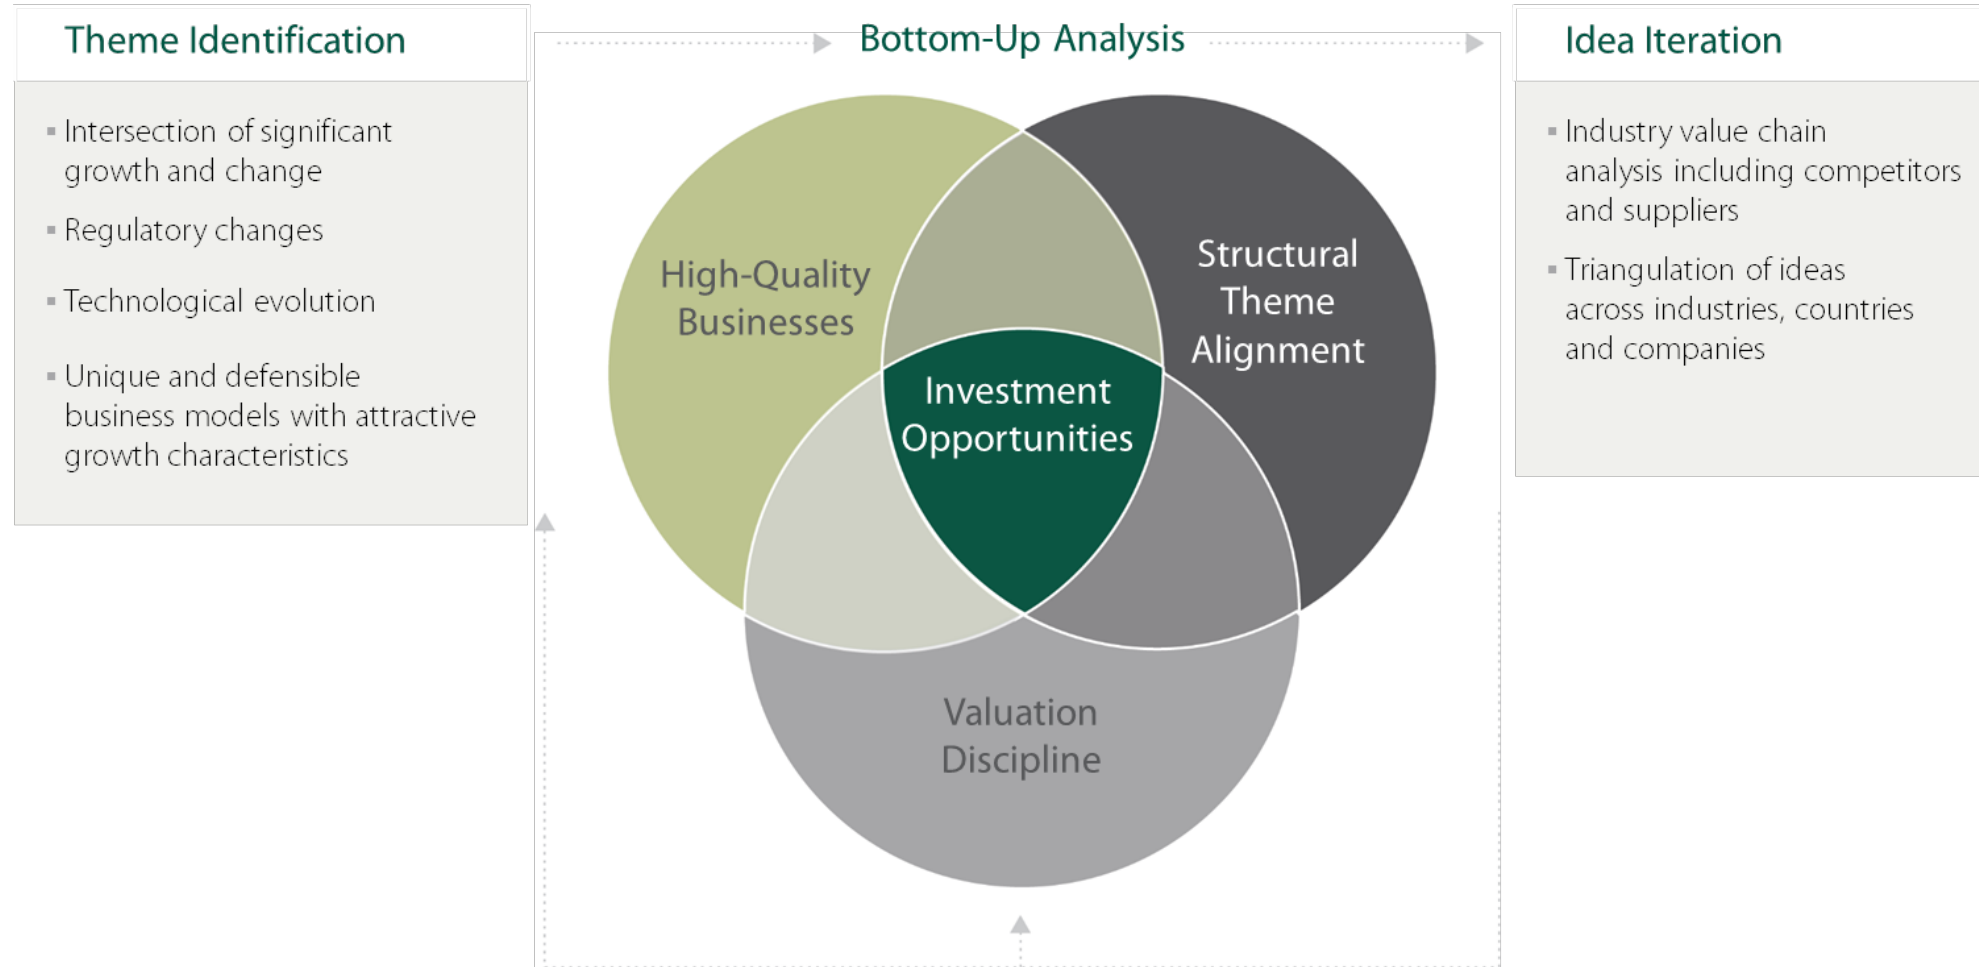 Theme Identification
▪ Intersection of significant
growth and change
▪ Regulatory changes
▪ Technological evolution
▪ Unique and defensible
business models with attractive
growth characteristics
Bottom-Up Analysis
High-Quality
Businesses
Structural
Theme
Alignment
Investment
Opportunities
Valuation
Discipline
Idea Iteration
▪ Industry value chain
analysis including competitors
and suppliers
▪ Triangulation of ideas
across industries, countries
and companies